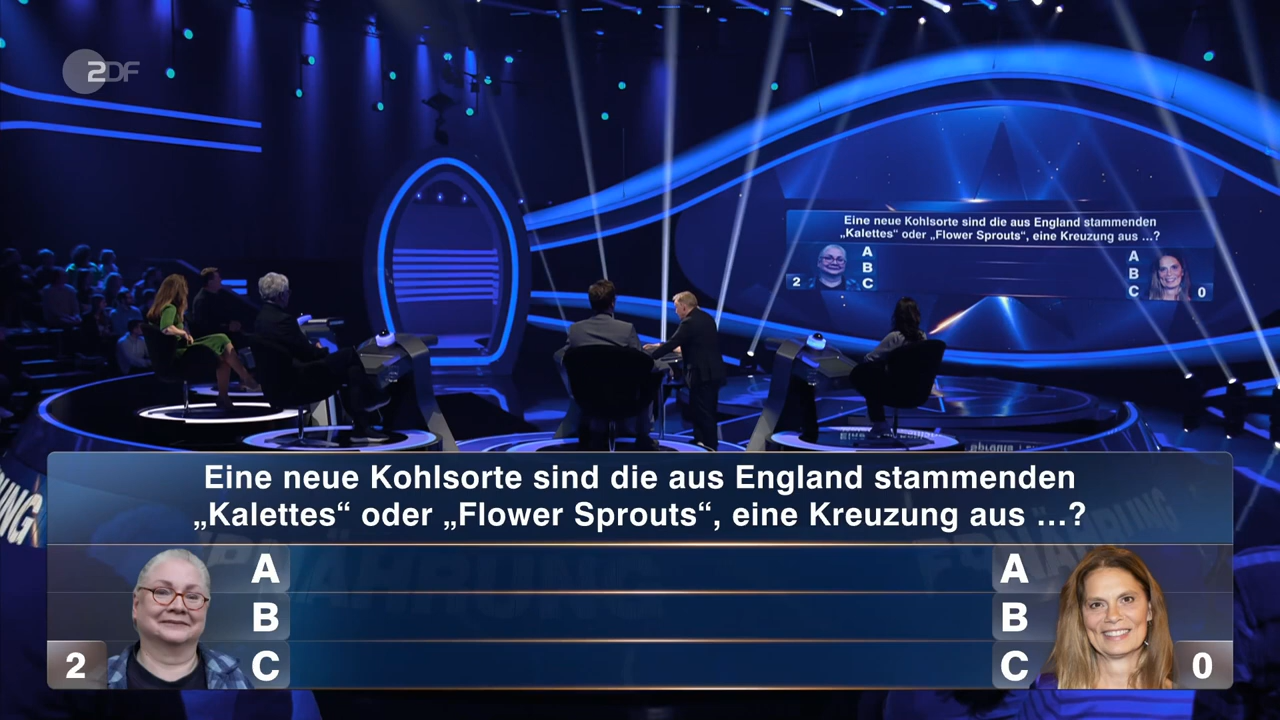 2DF
Eine neue Kohlsorte sind die aus England stammenden
„Kalettes“ oder „Flower Sprouts“, eine Kreuzung aus ...?
A
B
C
2
A
B
C
0
Eine neue Kohlsorte sind die aus England stammenden
„Kalettes“ oder „Flower Sprouts“, eine Kreuzung aus ...?
A
B
C
2
A
B
C
0